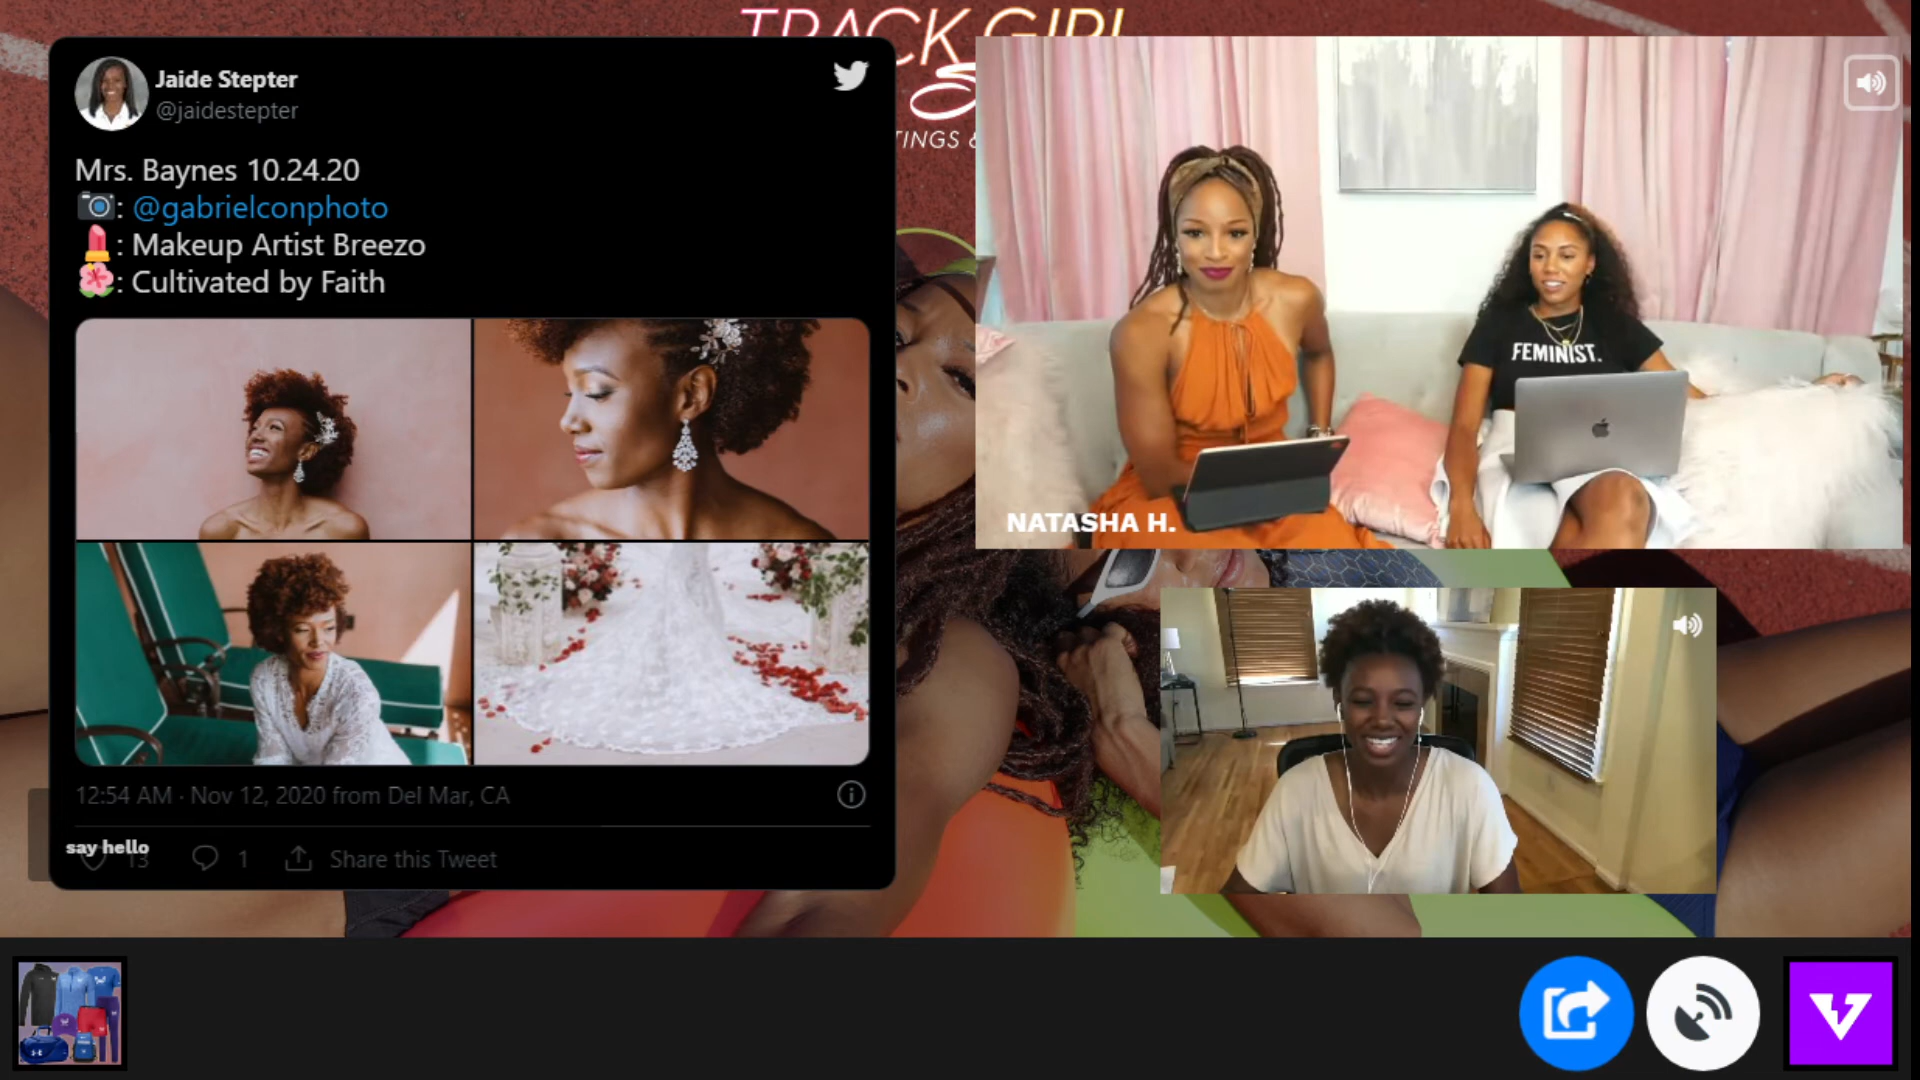 TRACK GIRL
TINGS &
Jaide Stepter
@jaidestepter
Mrs. Baynes 10.24.20
📷: @gabrielconphoto
💄: Makeup Artist Breezo
🌺: Cultivated by Faith
12:54 AM · Nov 12, 2020 from Del Mar, CA
say hello
13 1 Share this Tweet
FEMINIST.
NATASHA H.